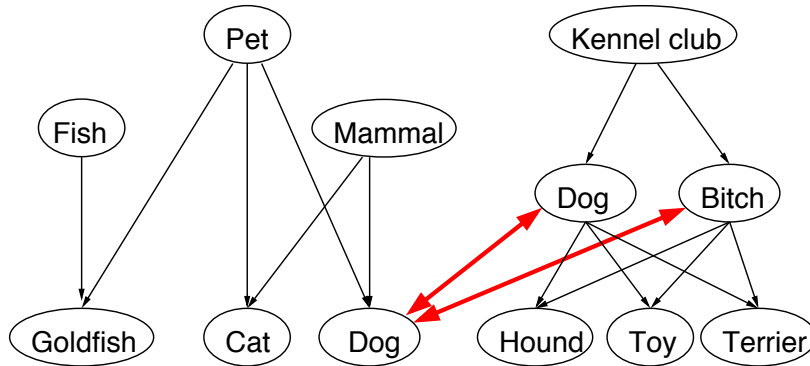 Pet
Kennel club
Fish
Mammal
Dog
Bitch
Goldfish
Cat
Dog
Hound
Toy
Terrier